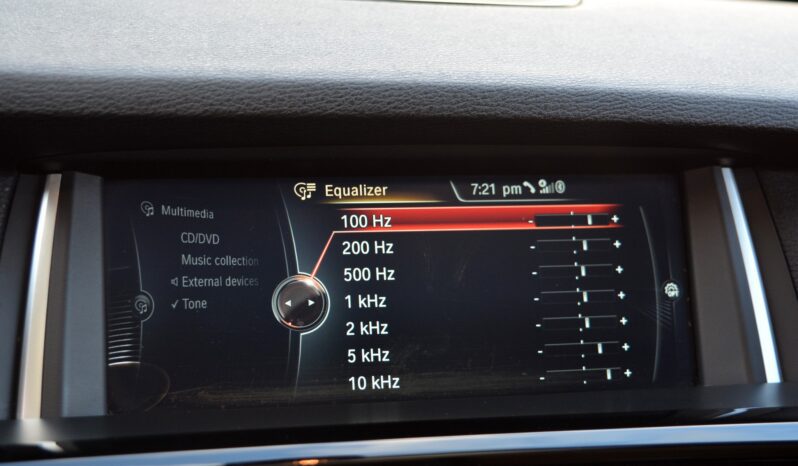 Equalizer
7:21 pm
Multimedia
CD/DVD
Music collection
External devices
✓ Tone
100 Hz - +
200 Hz - +
500 Hz - +
1 kHz - +
2 kHz - +
5 kHz - +
10 kHz - +